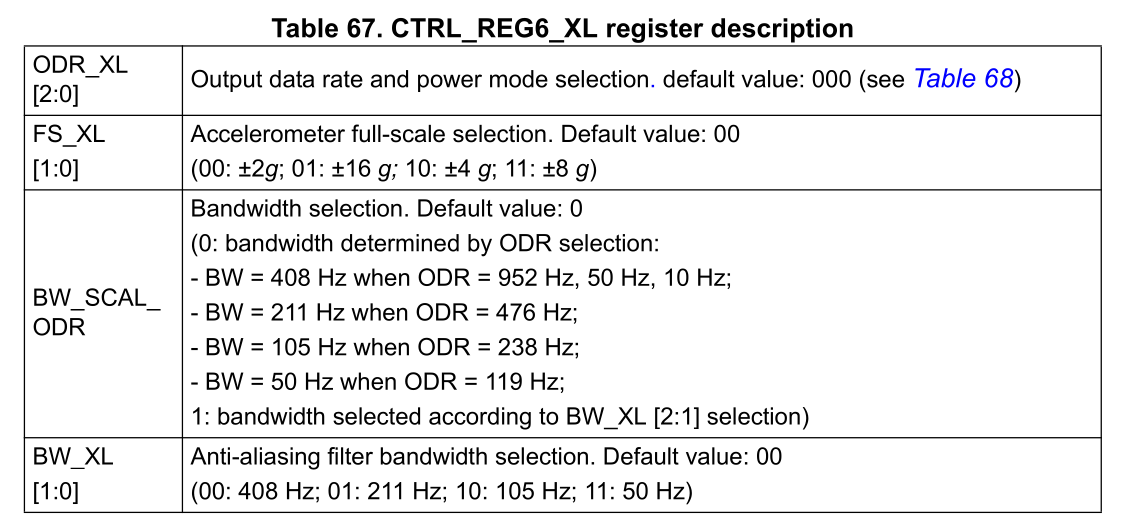 Table 67. CTRL_REG6_XL register description
ODR_XL
[2:0]
Output data rate and power mode selection. default value: 000 (see Table 68)
FS_XL
[1:0]
Accelerometer full-scale selection. Default value: 00
(00: ±2g; 01: ±16 g; 10: ±4 g; 11: ±8 g)
BW_SCAL_
ODR
Bandwidth selection. Default value: 0
(0: bandwidth determined by ODR selection:
- BW = 408 Hz when ODR = 952 Hz, 50 Hz, 10 Hz;
- BW = 211 Hz when ODR = 476 Hz;
- BW = 105 Hz when ODR = 238 Hz;
- BW = 50 Hz when ODR = 119 Hz;
1: bandwidth selected according to BW_XL [2:1] selection)
BW_XL
[1:0]
Anti-aliasing filter bandwidth selection. Default value: 00
(00: 408 Hz; 01: 211 Hz; 10: 105 Hz; 11: 50 Hz)